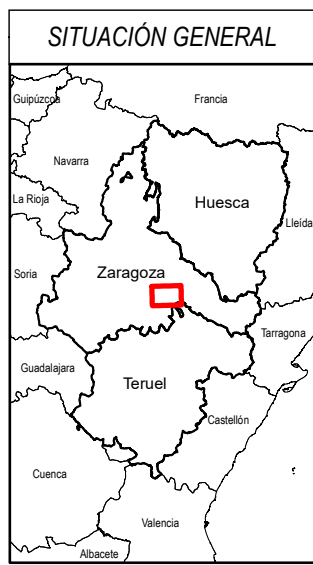 SITUACIÓN GENERAL
Guipúzcoa
Francia
Navarra
La Rioja
Huesca
Lleida
Soria
Zaragoza
Tarragona
Guadalajara
Teruel
Castellón
Cuenca
Valencia
Albacete